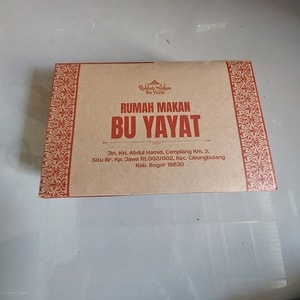 Rumah Makan
Bu Yayat
RUMAH MAKAN
BU YAYAT
Jln. KH. Abdul Hamid, Cemplang Km. 3,
Situ Ilir, Kp. Jawa Rt.002/002, Kec. Cibungbulang
Kab. Bogor 16630